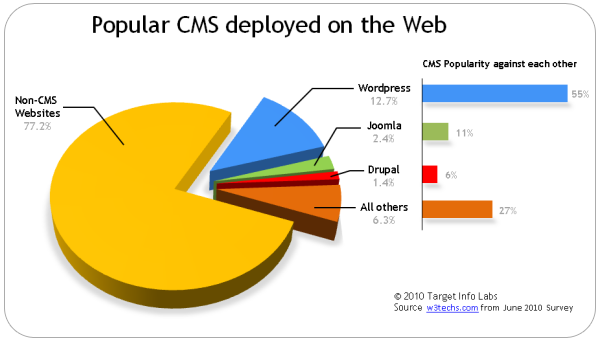 Popular CMS deployed on the Web
CMS Popularity against each other
Non-CMS
Websites
77.2%
Wordpress
12.7%
Joomla
2.4%
Drupal
1.4%
All others
6.3%
55%
11%
6%
27%
© 2010 Target Info Labs
Source w3techs.com from June 2010 Survey